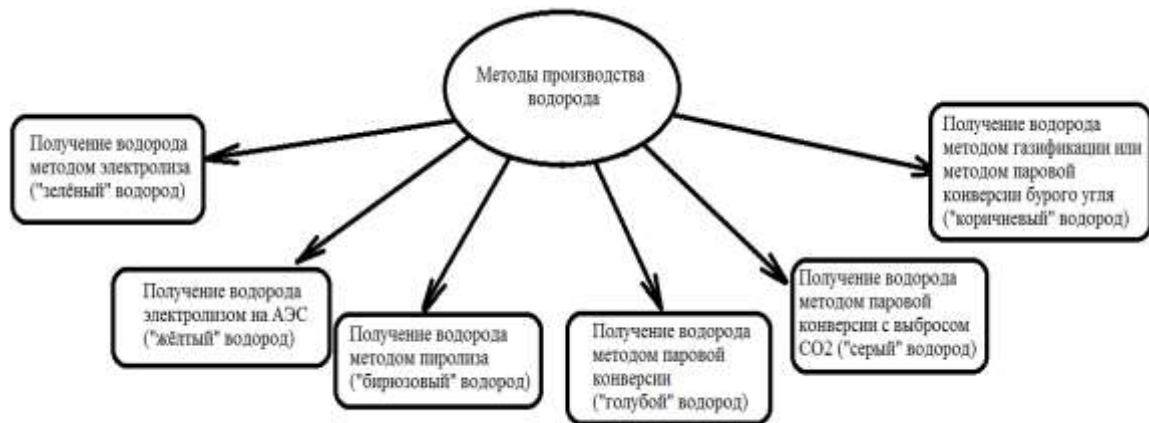 Методы производства
водорода
Получение водорода
методом электролиза
("зелёный" водород)
Получение водорода
электролизом на АЭС
("жёлтый" водород)
Получение водорода
методом пиролиза
("бирюзовый" водород)
Получение водорода
методом паровой
конверсии
("голубой" водород)
Получение водорода
методом паровой
конверсии с выбросом
СО2 ("серый" водород)
Получение водорода
методом газификации или
методом паровой
конверсии бурого угля
("коричневый" водород)